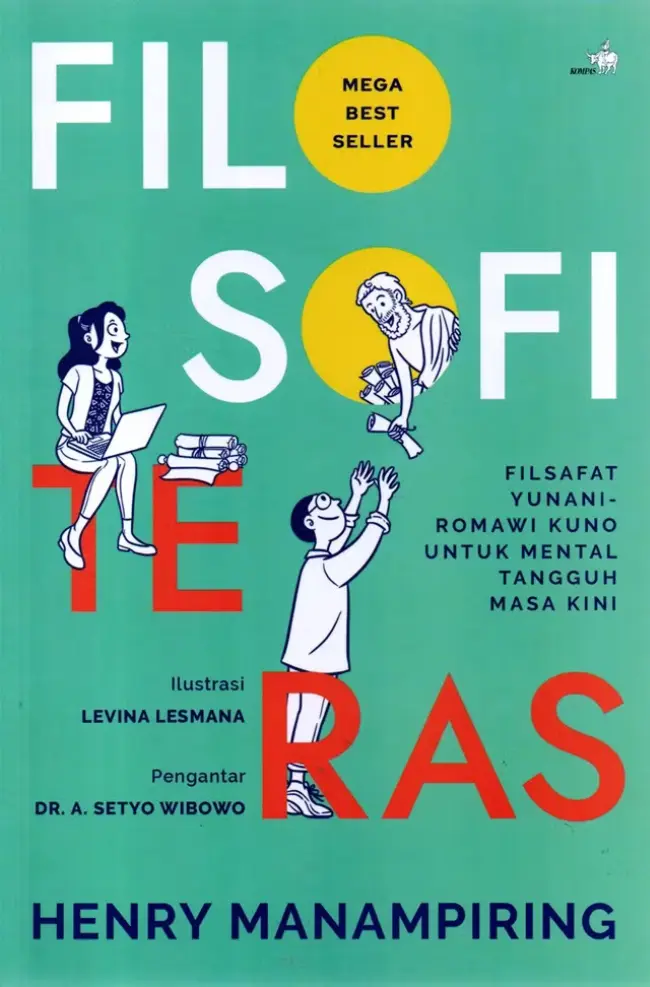 FILO
MEGA
BEST
SELLER
KOMPAS
SOFI
TE
FILSAFAT
YUNANI-
ROMAWI KUNO
UNTUK MENTAL
TANGGUH
MASA KINI
Ilustrasi
LEVINA LESMANA
RAS
Pengantar
DR. A. SETYO WIBOWO
HENRY MANAMPIRING